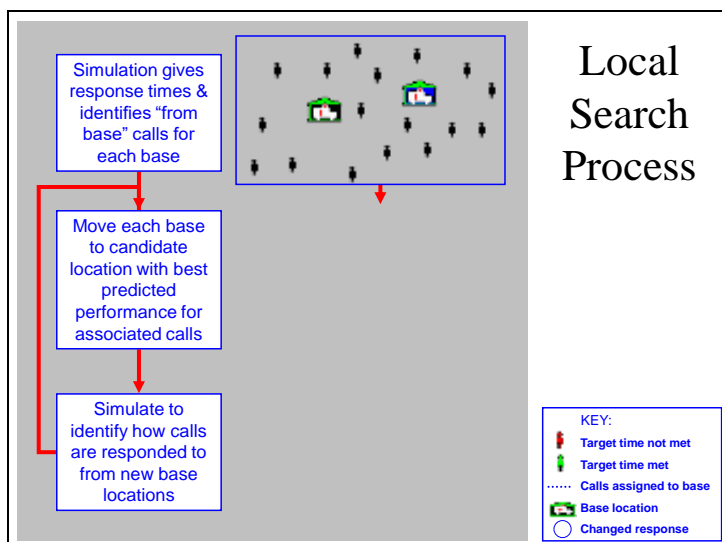 Simulation gives
response times &
identifies “from
base” calls for
each base
Move each base
to candidate
location with best
predicted
performance for
associated calls
Simulate to
identify how calls
are responded to
from new base
locations
Local
Search
Process
KEY:
Target time not met
Target time met
Calls assigned to base
Base location
Changed response